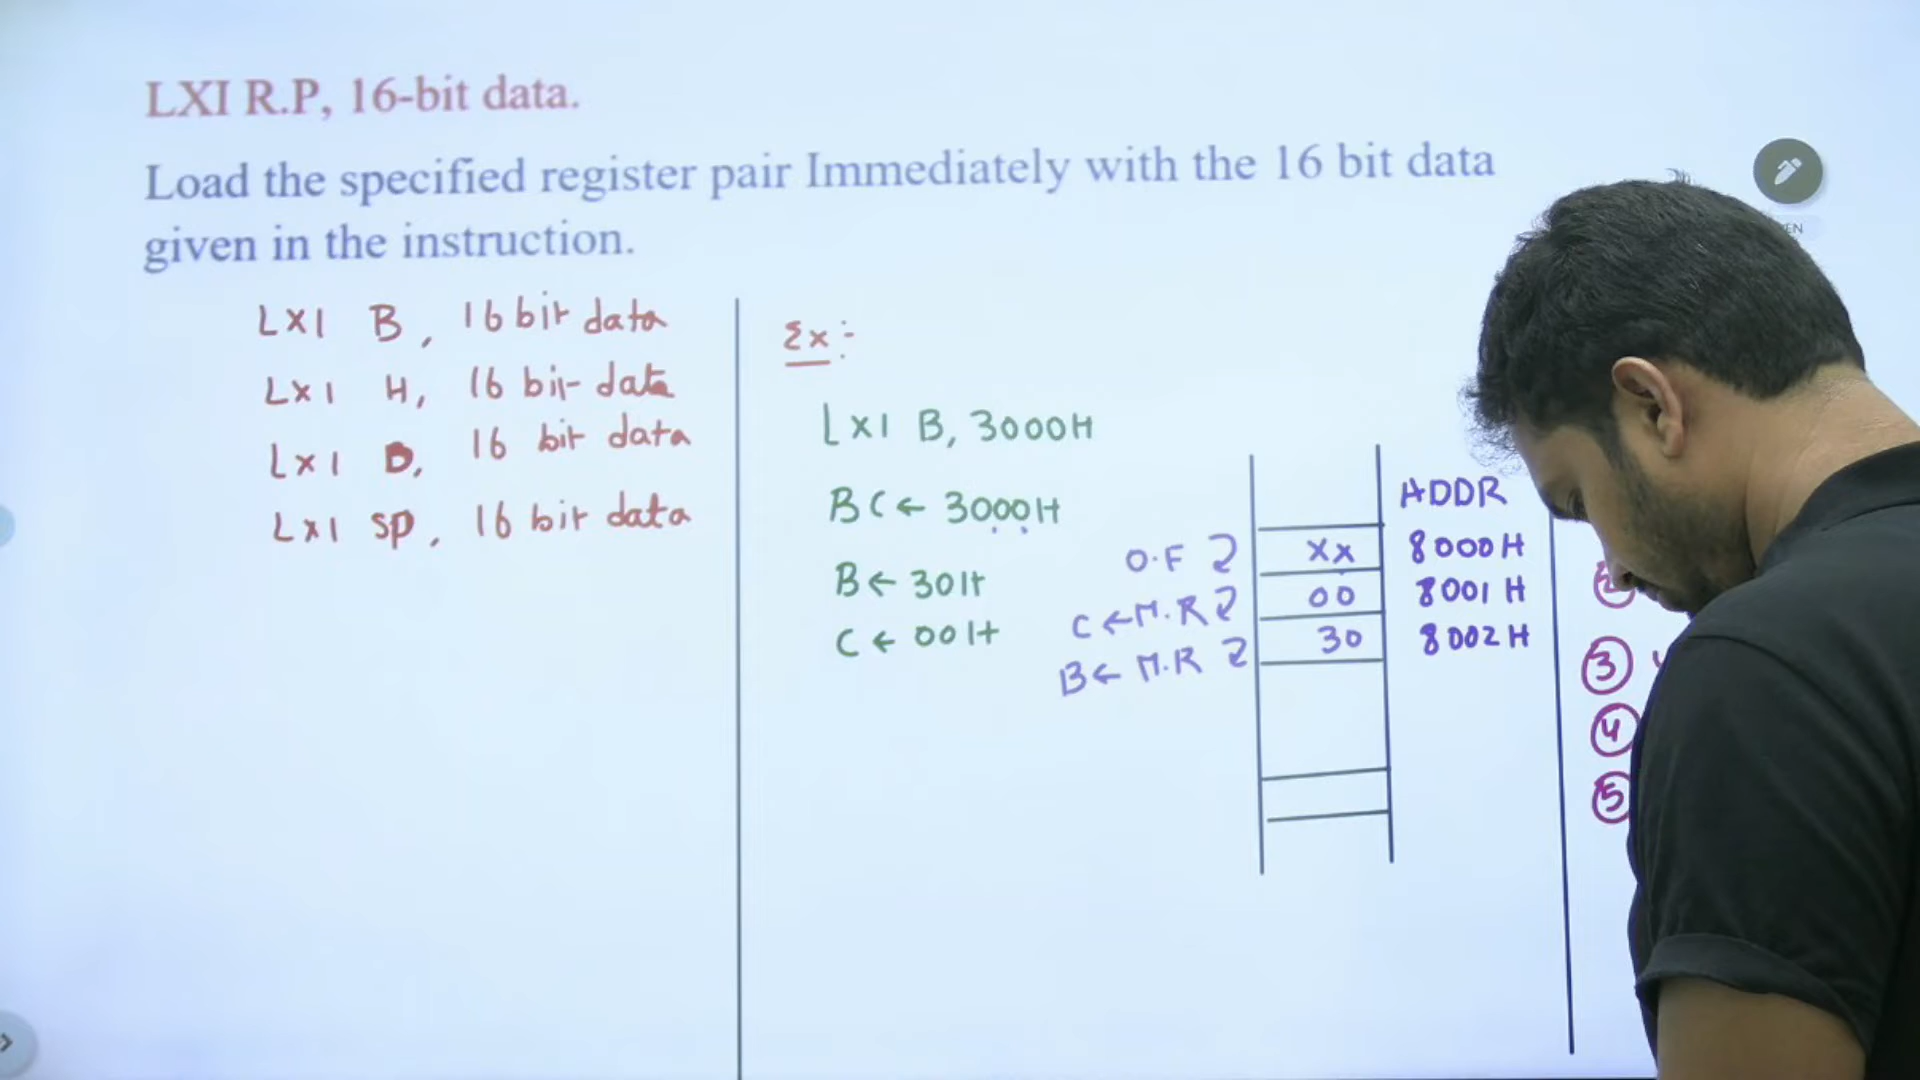 LXI R.P, 16-bit data.
Load the specified register pair Immediately with the 16 bit data
given in the instruction.
LXI B, 16 bit data
LXI H, 16 bit data
LXI D, 16 bit data
LXI SP, 16 bit data
Ex:-
LXI B, 3000H
BC ← 3000H
B ← 30H
C ← 00H
ADDR
O.F XX 8000H
C ← M.R 00 8001H
B ← M.R 30 8002H
3
4
5